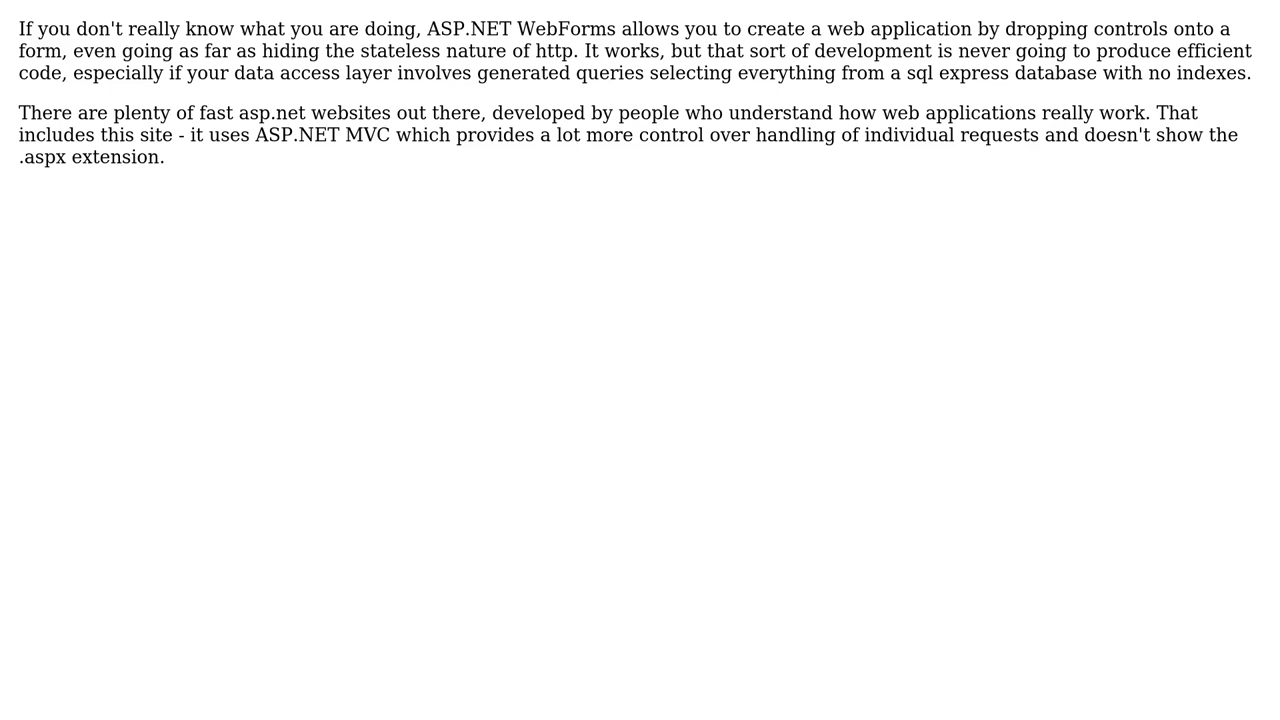 If you don't really know what you are doing, ASP.NET WebForms allows you to create a web application by dropping controls onto a
form, even going as far as hiding the stateless nature of http. It works, but that sort of development is never going to produce efficient
code, especially if your data access layer involves generated queries selecting everything from a sql express database with no indexes.
There are plenty of fast asp.net websites out there, developed by people who understand how web applications really work. That
includes this site - it uses ASP.NET MVC which provides a lot more control over handling of individual requests and doesn't show the
.aspx extension.